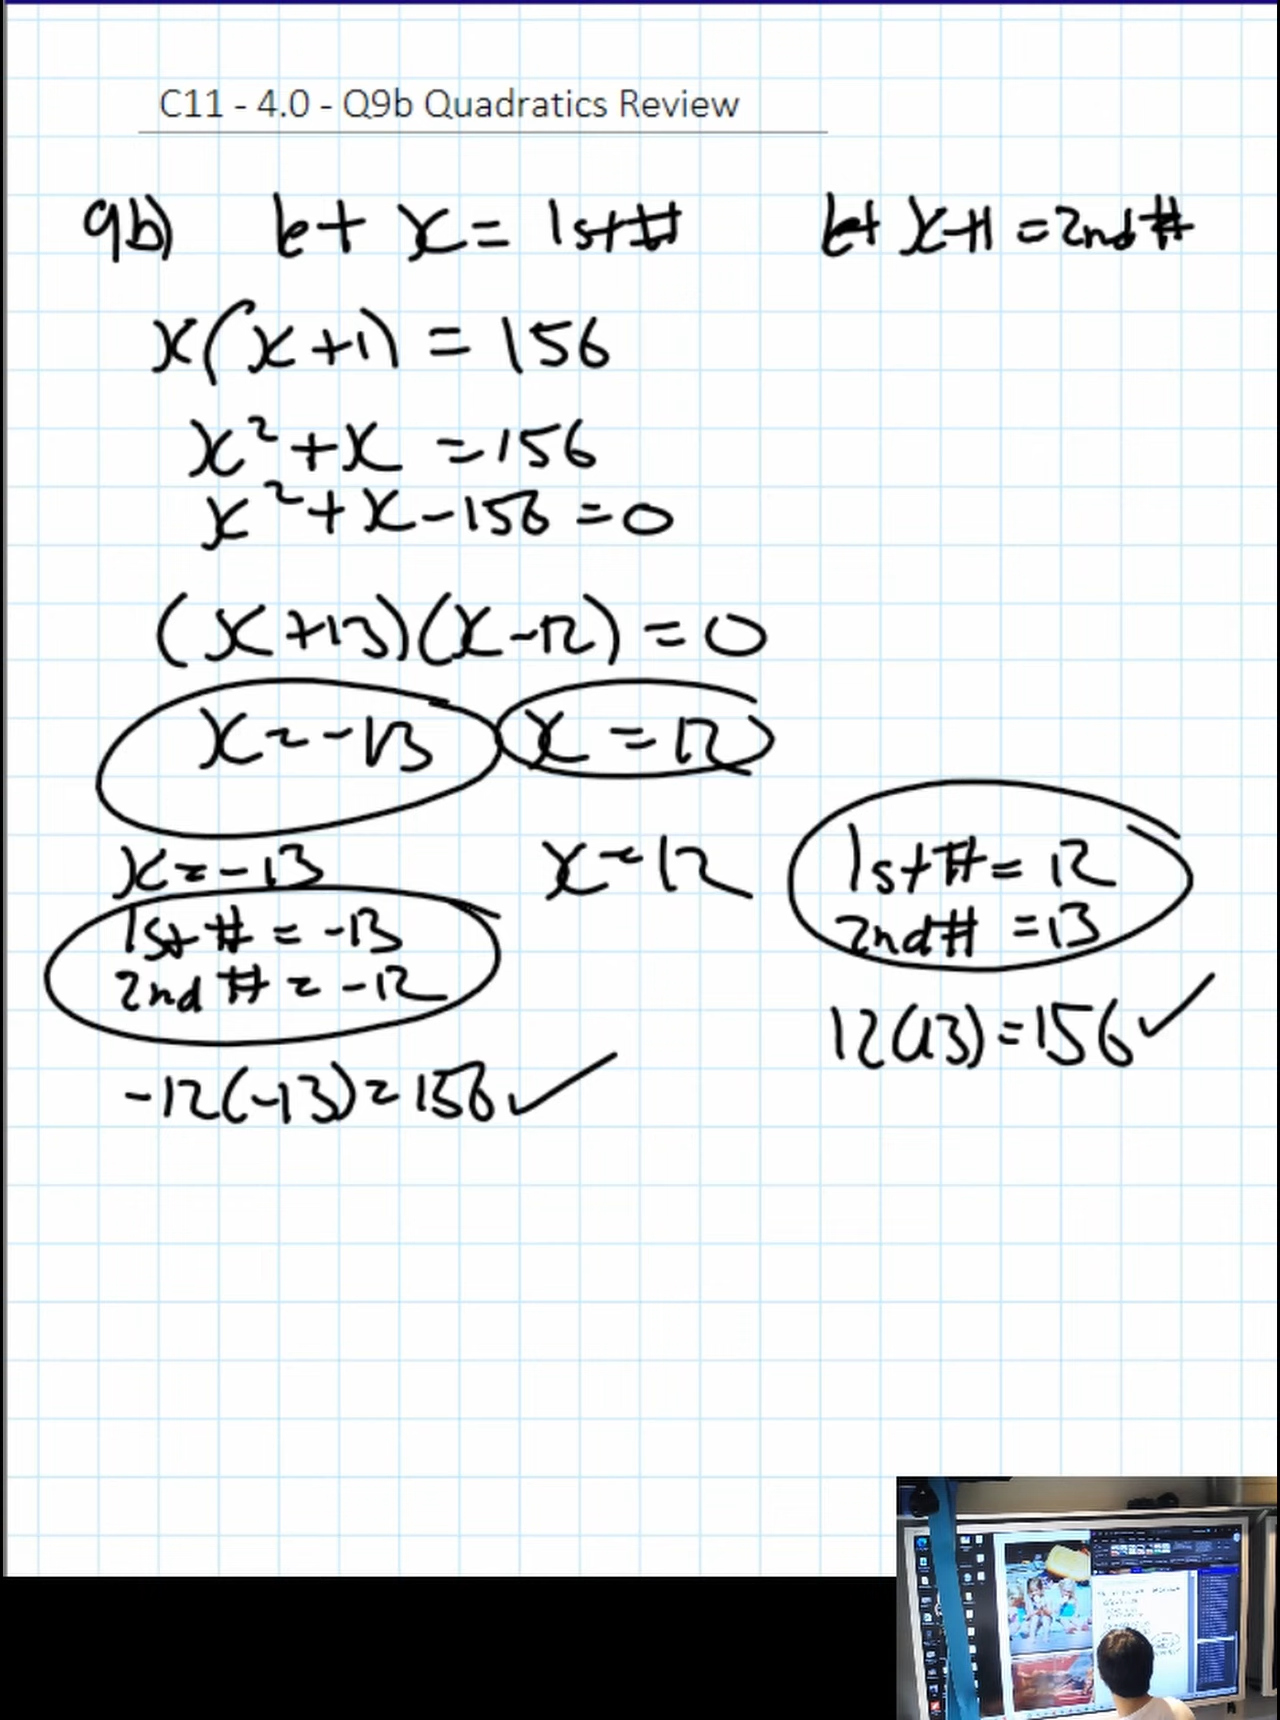 C11 - 4.0 - Q9b Quadratics Review
9b) let x = 1st # let x+1 = 2nd #
x(x+1) = 156
x² + x = 156
x² + x - 156 = 0
(x+13)(x-12) = 0
x = -13 x = 12
x = -13 x = 12 1st # = 12
1st # = -13 2nd # = 13
2nd # = -12
12(13) = 156 ✓
-12(-13) = 156 ✓